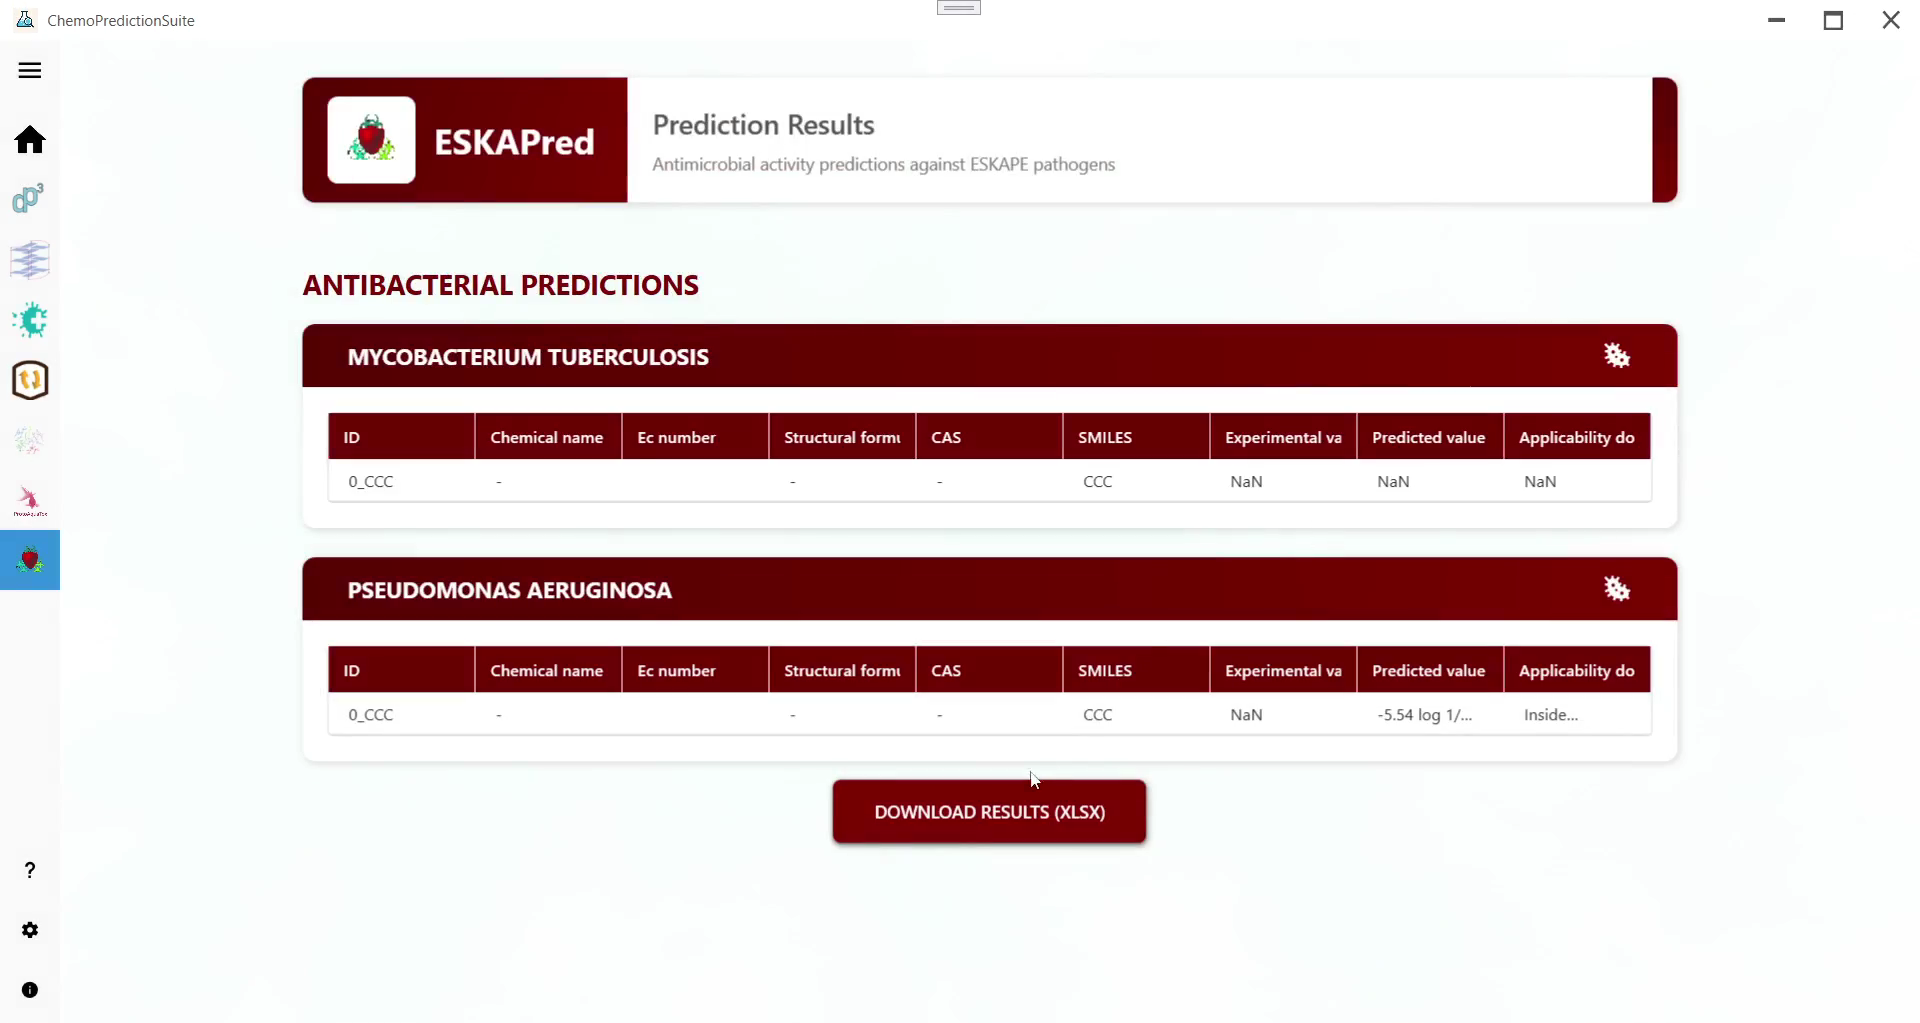 ChemoPredictionSuite
ESKAPred
Prediction Results
Antimicrobial activity predictions against ESKAPE pathogens
ANTIBACTERIAL PREDICTIONS
MYCOBACTERIUM TUBERCULOSIS
ID Chemical name Ec number Structural formu CAS SMILES Experimental va Predicted value Applicability do
0_CCC - - - CCC NaN NaN NaN
PSEUDOMONAS AERUGINOSA
ID Chemical name Ec number Structural formu CAS SMILES Experimental va Predicted value Applicability do
0_CCC - - - CCC NaN -5.54 log 1/... Inside...
DOWNLOAD RESULTS (XLSX)
dp³
ProtoAquaTox
?